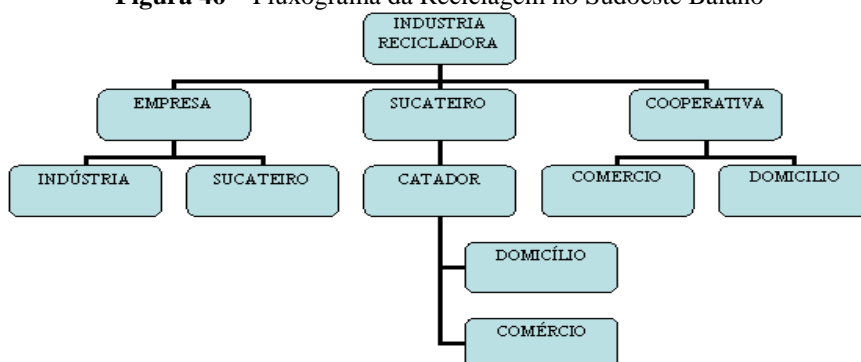 Figura 46 – Fluxograma da Reciclagem no Sudoeste Baiano
INDUSTRIA
RECICLADORA
EMPRESA
SUCATEIRO
COOPERATIVA
INDÚSTRIA
SUCATEIRO
CATADOR
COMERCIO
DOMICILIO
DOMICÍLIO
COMÉRCIO